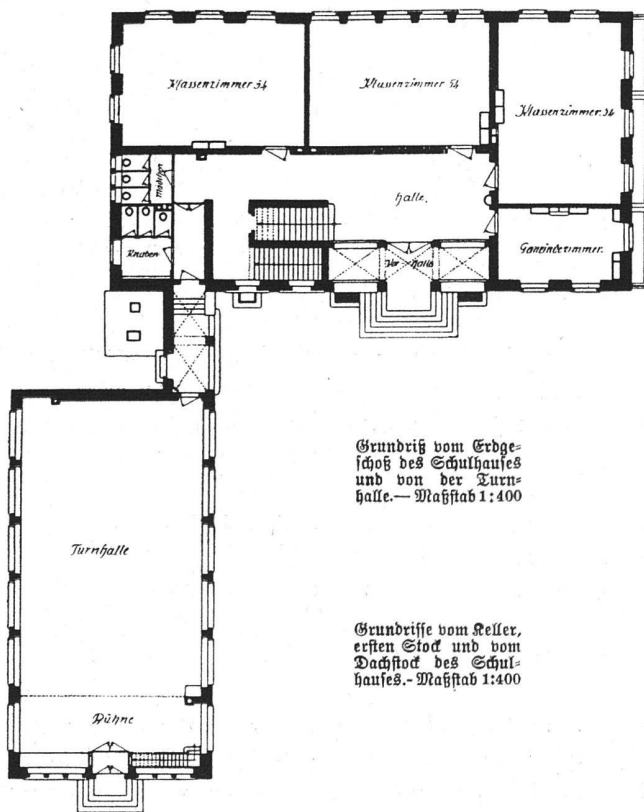 Klassenzimmer 54
Klassenzimmer 54
Klassenzimmer 36
Mädchen
Halle.
Knaben
Vor-halle
Gemeindezimmer.
Grundriß vom Erdge=
schoß des Schulhauses
und von der Turn=
halle.— Maßstab 1:400
Turnhalle
Grundrisse vom Keller,
ersten Stock und vom
Dachstock des Schul=
hauses.- Maßstab 1:400
Bühne